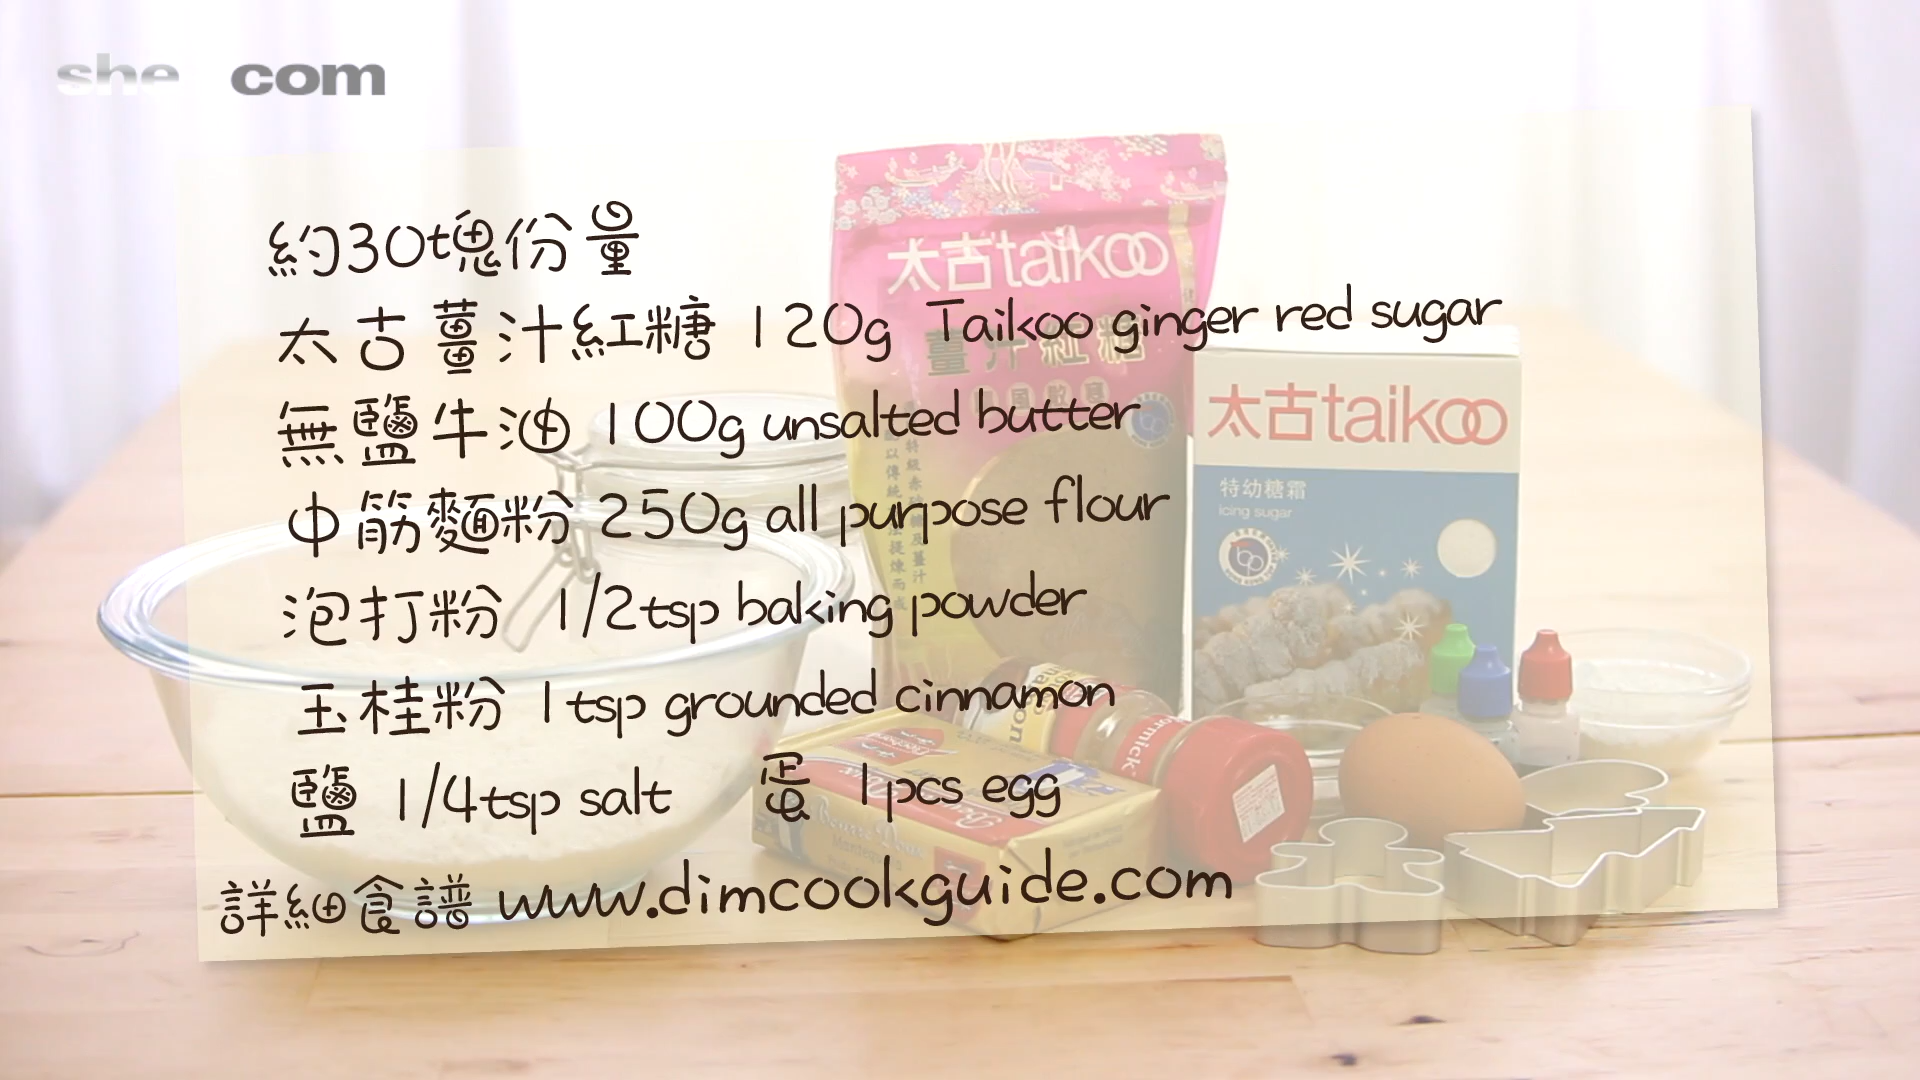 she com
約30塊份量
太古薑汁紅糖 120g Taikoo ginger red sugar
無鹽牛油 100g unsalted butter
中筋麵粉 250g all purpose flour
泡打粉 1/2tsp baking powder
玉桂粉 1tsp grounded cinnamon
鹽 1/4tsp salt 蛋 1pcs egg
詳細食譜 www.dimcookguide.com
太古taikoo
薑汁紅糖
太古taikoo
特幼糖霜
icing sugar